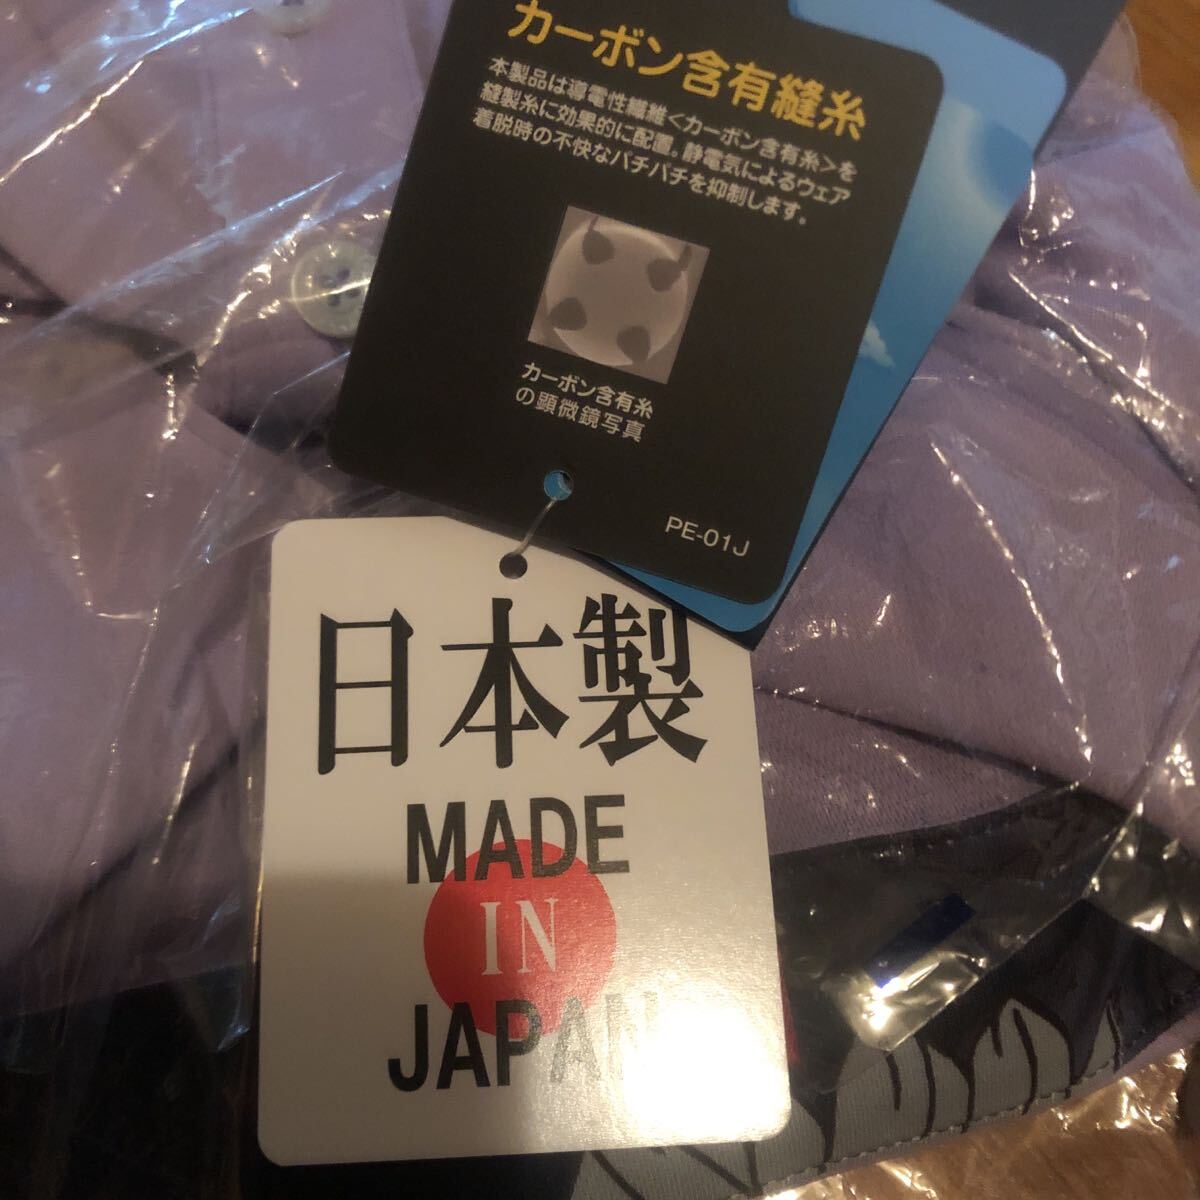 カーボン含有縫糸
本製品は導電性繊維<カーボン含有糸>を
縫製糸に効果的に配置。静電気によるウェア
着脱時の不快なパチパチを抑制します。
カーボン含有糸
の顕微鏡写真
PE-01J
日本製
MADE
IN
JAPAN